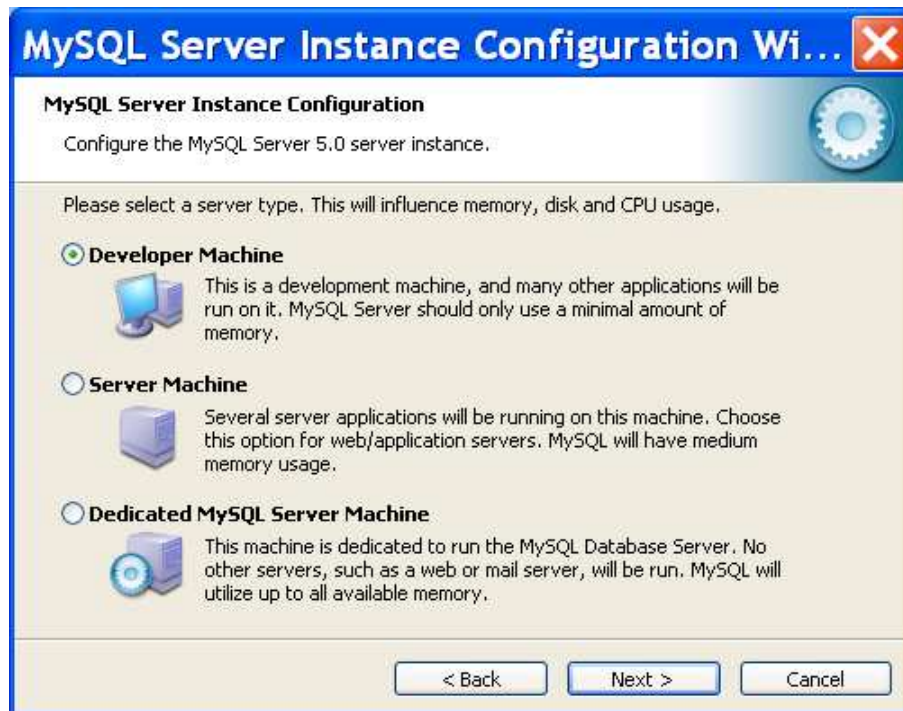 MySQL Server Instance Configuration Wi...
MySQL Server Instance Configuration
Configure the MySQL Server 5.0 server instance.
Please select a server type. This will influence memory, disk and CPU usage.
Developer Machine
This is a development machine, and many other applications will be
run on it. MySQL Server should only use a minimal amount of
memory.
Server Machine
Several server applications will be running on this machine. Choose
this option for web/application servers. MySQL will have medium
memory usage.
Dedicated MySQL Server Machine
This machine is dedicated to run the MySQL Database Server. No
other servers, such as a web or mail server, will be run. MySQL will
utilize up to all available memory.
< Back
Next >
Cancel